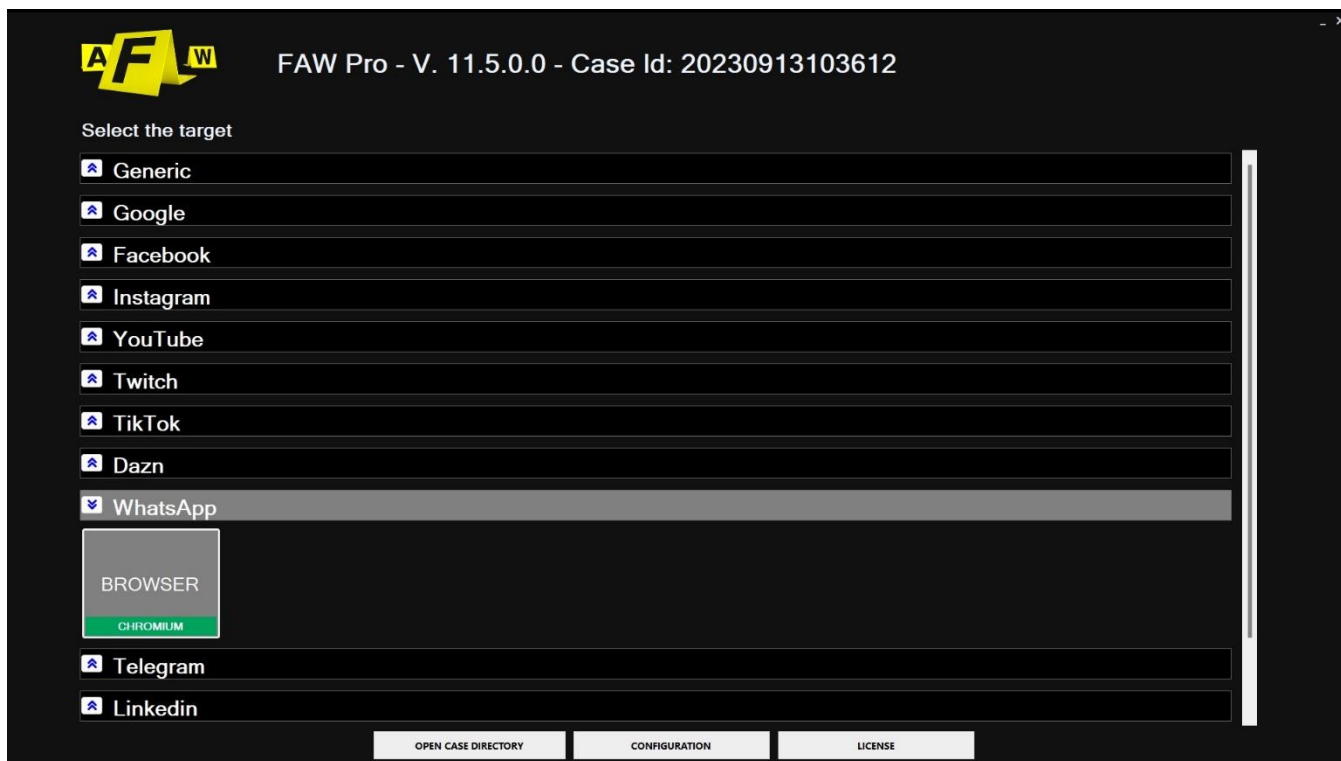 A F W
FAW Pro - V. 11.5.0.0 - Case Id: 20230913103612
Select the target
Generic
Google
Facebook
Instagram
YouTube
Twitch
TikTok
Dazn
WhatsApp
BROWSER
CHROMIUM
Telegram
Linkedin
OPEN CASE DIRECTORY CONFIGURATION LICENSE